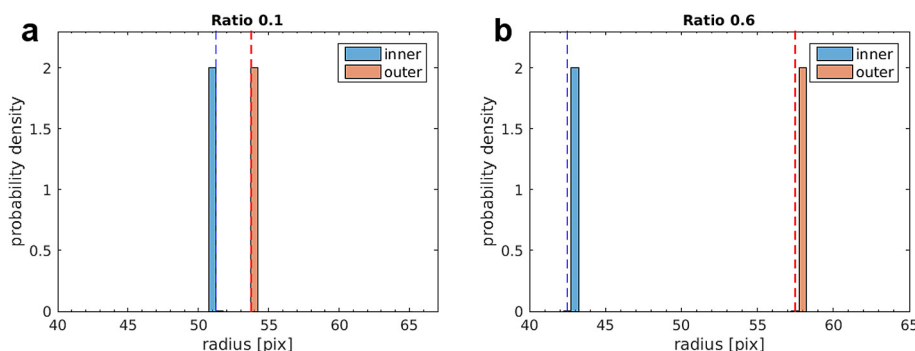 a
Ratio 0.1
inner
outer
probability density
2
1.5
1
0.5
0
40 45 50 55 60 65
radius [pix]
b
Ratio 0.6
inner
outer
probability density
2
1.5
1
0.5
0
40 45 50 55 60 65
radius [pix]